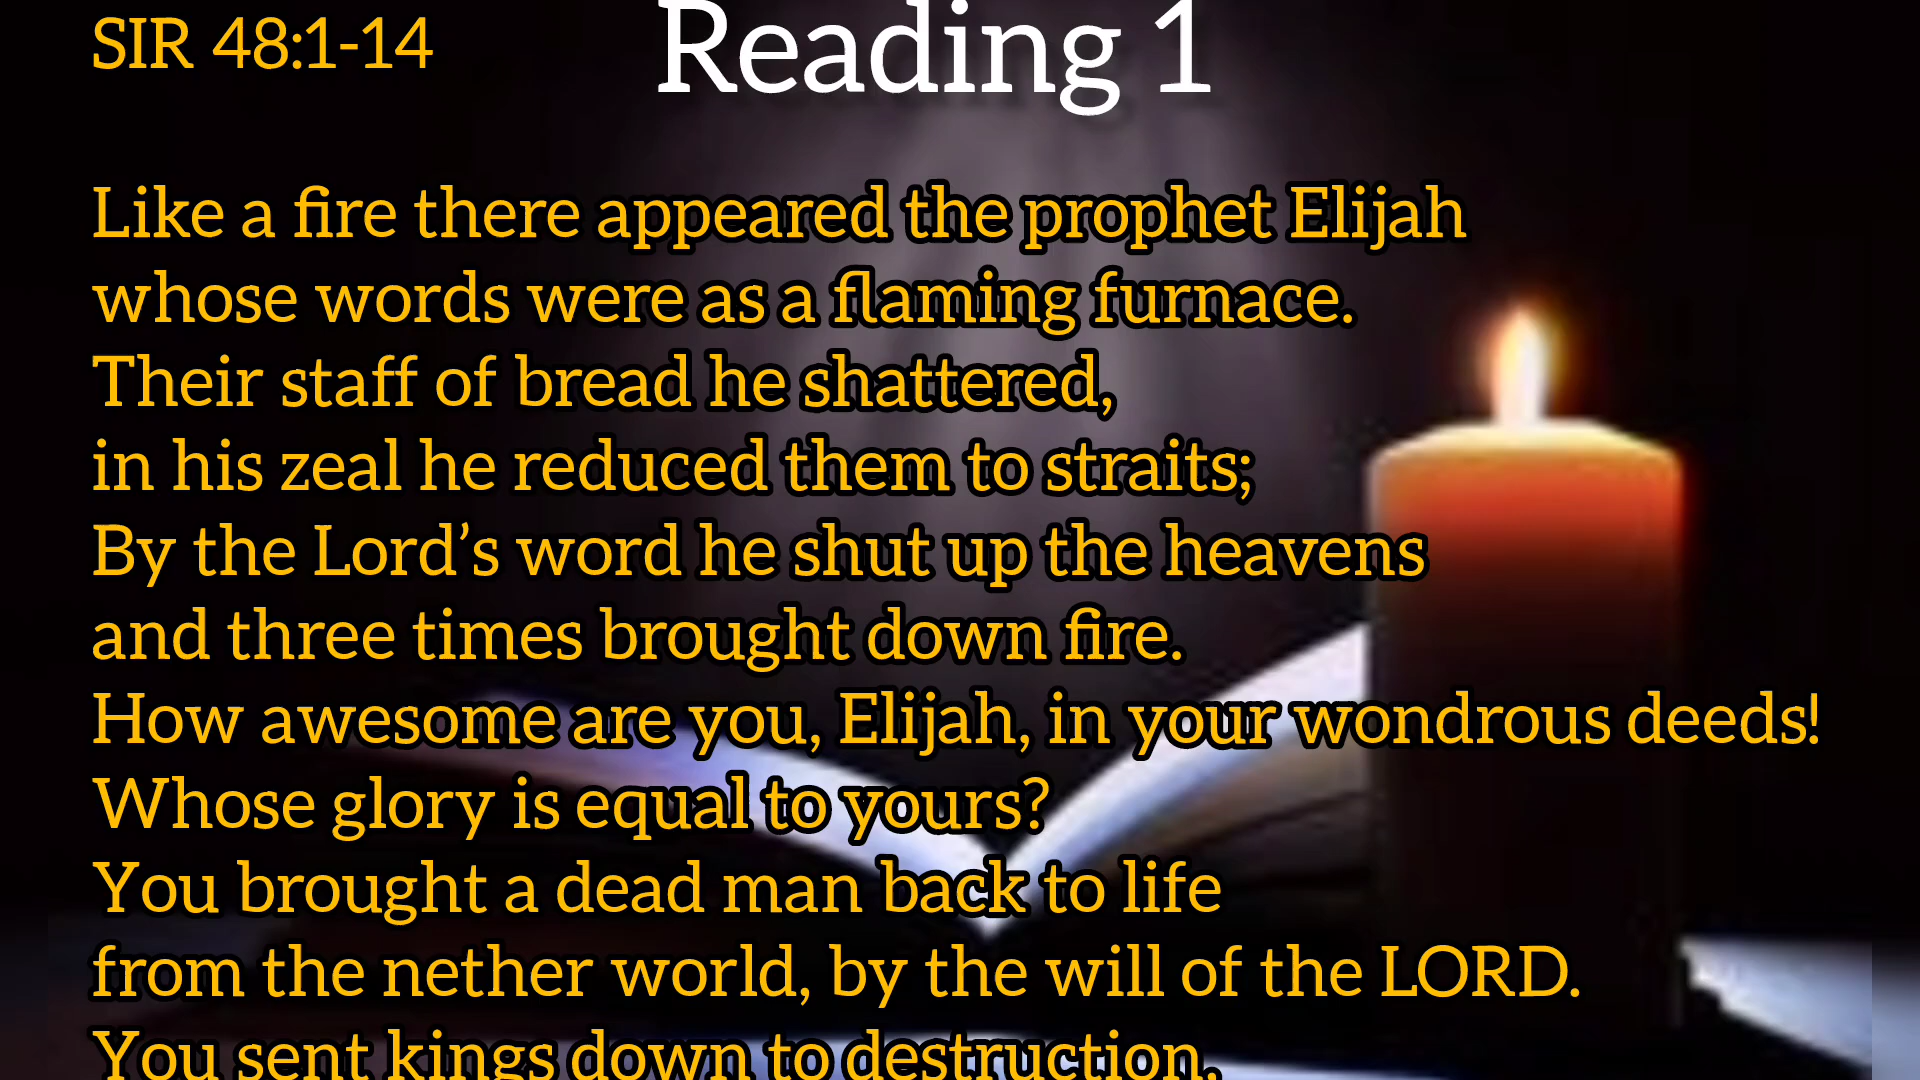 SIR 48:1-14
Reading 1
Like a fire there appeared the prophet Elijah
whose words were as a flaming furnace.
Their staff of bread he shattered,
in his zeal he reduced them to straits;
By the Lord’s word he shut up the heavens
and three times brought down fire.
How awesome are you, Elijah, in your wondrous deeds!
Whose glory is equal to yours?
You brought a dead man back to life
from the nether world, by the will of the LORD.
You sent kings down to destruction,